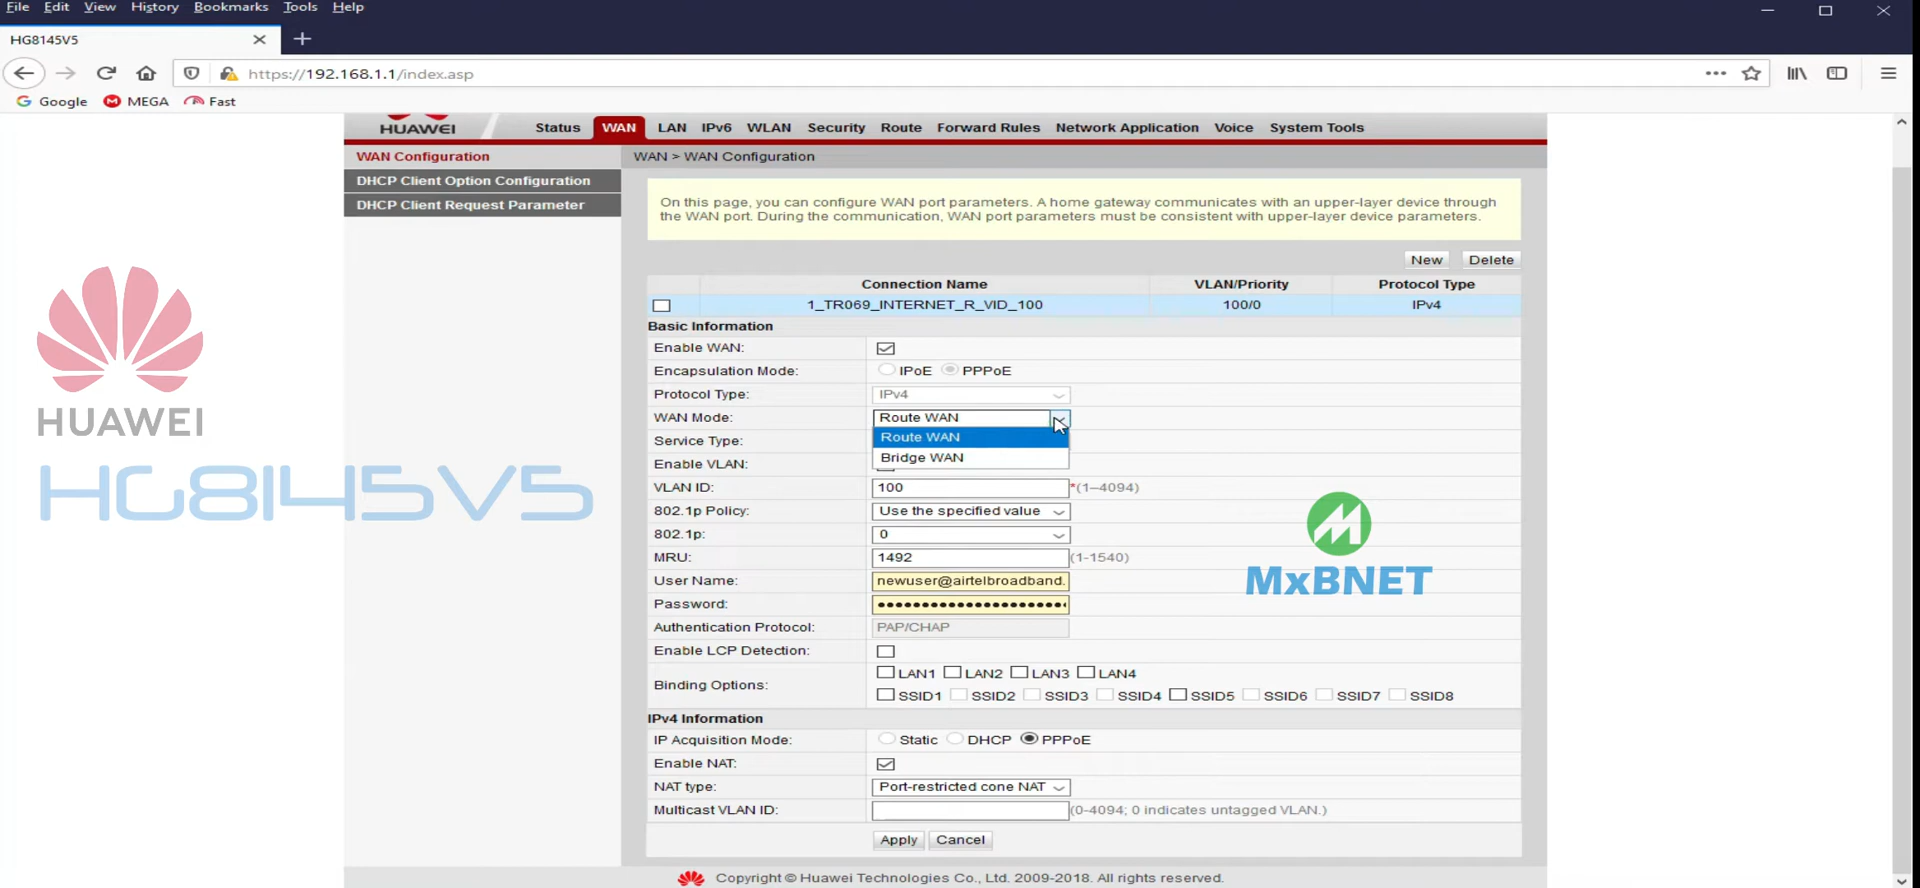 File Edit View History Bookmarks Tools Help
HG8145V5
https://192.168.1.1/index.asp
Google MEGA Fast
HUAWEI Status WAN LAN IPv6 WLAN Security Route Forward Rules Network Application Voice System Tools
WAN Configuration
DHCP Client Option Configuration
DHCP Client Request Parameter
WAN > WAN Configuration
On this page, you can configure WAN port parameters. A home gateway communicates with an upper-layer device through
the WAN port. During the communication, WAN port parameters must be consistent with upper-layer device parameters.
New Delete
Connection Name VLAN/Priority Protocol Type
1_TR069_INTERNET_R_VID_100 100/0 IPv4
Basic Information
Enable WAN:
Encapsulation Mode: IPoE PPPoE
Protocol Type: IPv4
WAN Mode: Route WAN
Route WAN
Service Type:
Bridge WAN
Enable VLAN:
VLAN ID: 100 *(1–4094)
802.1p Policy: Use the specified value
802.1p: 0
MRU: 1492 (1-1540)
User Name: newuser@airtelbroadband.
Password:
Authentication Protocol: PAP/CHAP
Enable LCP Detection:
Binding Options: LAN1 LAN2 LAN3 LAN4
SSID1 SSID2 SSID3 SSID4 SSID5 SSID6 SSID7 SSID8
IPv4 Information
IP Acquisition Mode: Static DHCP PPPoE
Enable NAT:
NAT type: Port-restricted cone NAT
Multicast VLAN ID: (0-4094; 0 indicates untagged VLAN.)
Apply Cancel
Copyright © Huawei Technologies Co., Ltd. 2009-2018. All rights reserved.
HUAWEI
HG8145V5
MxBNET